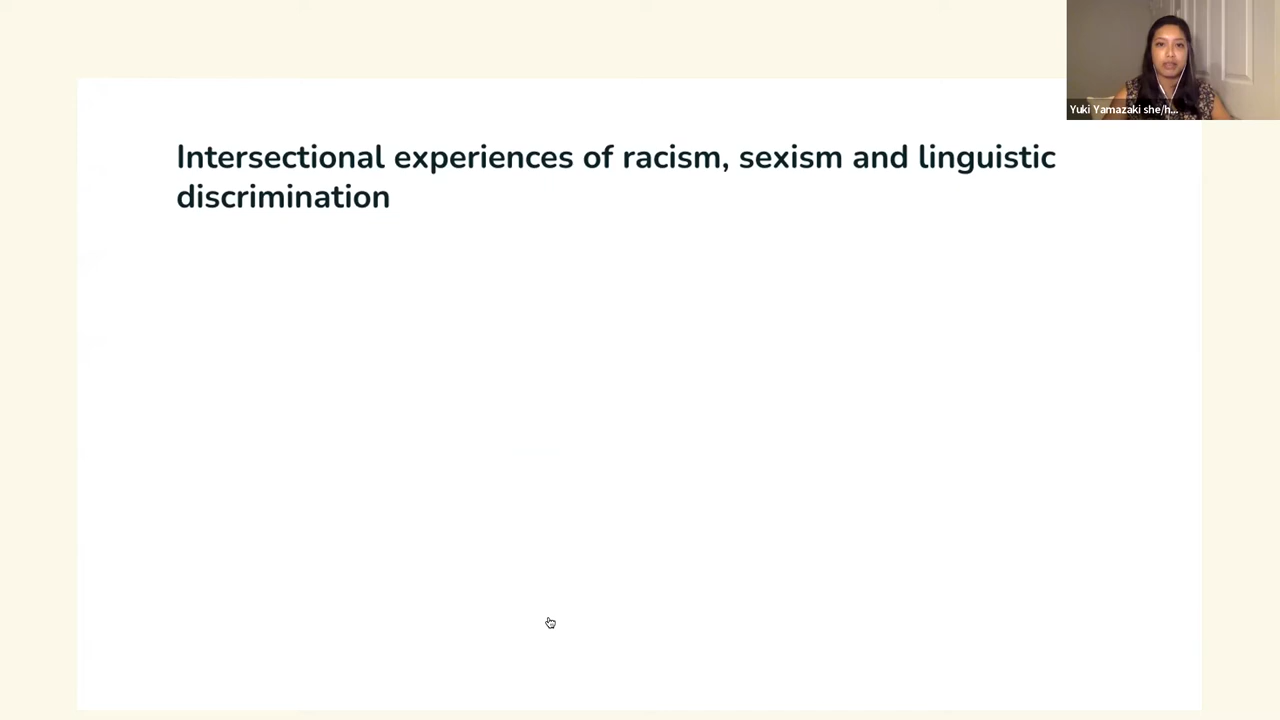 Yuki Yamazaki she/h...
Intersectional experiences of racism, sexism and linguistic
discrimination